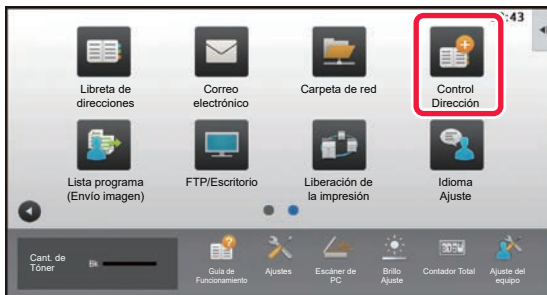 :43
Libreta de
direcciones
Correo
electrónico
Carpeta de red
Control
Dirección
Lista programa
(Envío imagen)
FTP/Escritorio
Liberación de
la impresión
Idioma
Ajuste
Cant. de
Tóner
Bk
Guía de
Funcionamiento
Ajustes
Escáner de
PC
Brillo
Ajuste
Contador Total
Ajuste del
equipo